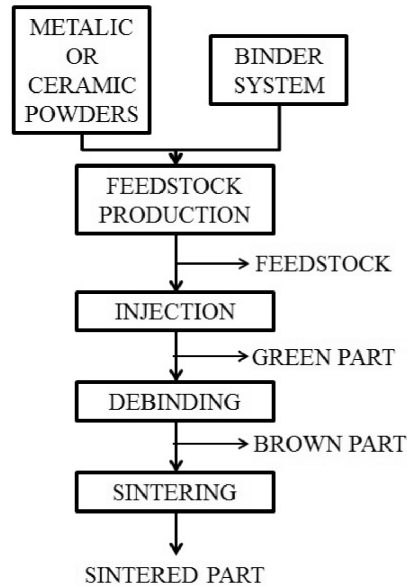 METALIC
OR
CERAMIC
POWDERS
BINDER
SYSTEM
FEEDSTOCK
PRODUCTION
FEEDSTOCK
INJECTION
GREEN PART
DEBINDING
BROWN PART
SINTERING
SINTERED PART